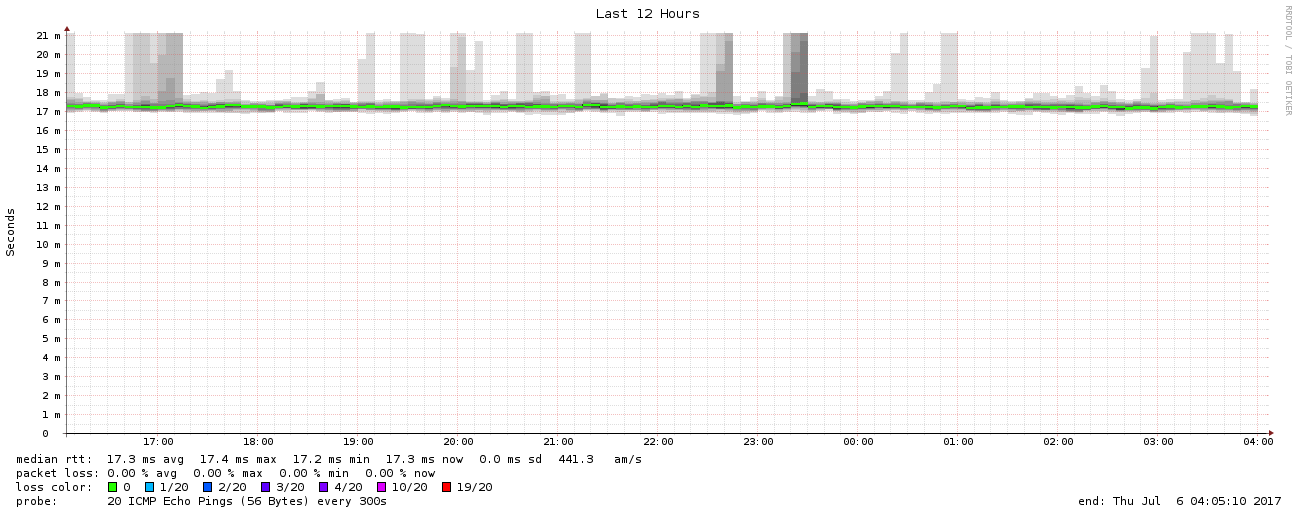 Last 12 Hours
RRDTOOL / TOBI OETIKER
Seconds
21 m
20 m
19 m
18 m
17 m
16 m
15 m
14 m
13 m
12 m
11 m
10 m
9 m
8 m
7 m
6 m
5 m
4 m
3 m
2 m
1 m
0
17:00 18:00 19:00 20:00 21:00 22:00 23:00 00:00 01:00 02:00 03:00 04:00
median rtt: 17.3 ms avg 17.4 ms max 17.2 ms min 17.3 ms now 0.0 ms sd 441.3 am/s
packet loss: 0.00 % avg 0.00 % max 0.00 % min 0.00 % now
loss color: 0 1/20 2/20 3/20 4/20 10/20 19/20
probe: 20 ICMP Echo Pings (56 Bytes) every 300s end: Thu Jul 6 04:05:10 2017